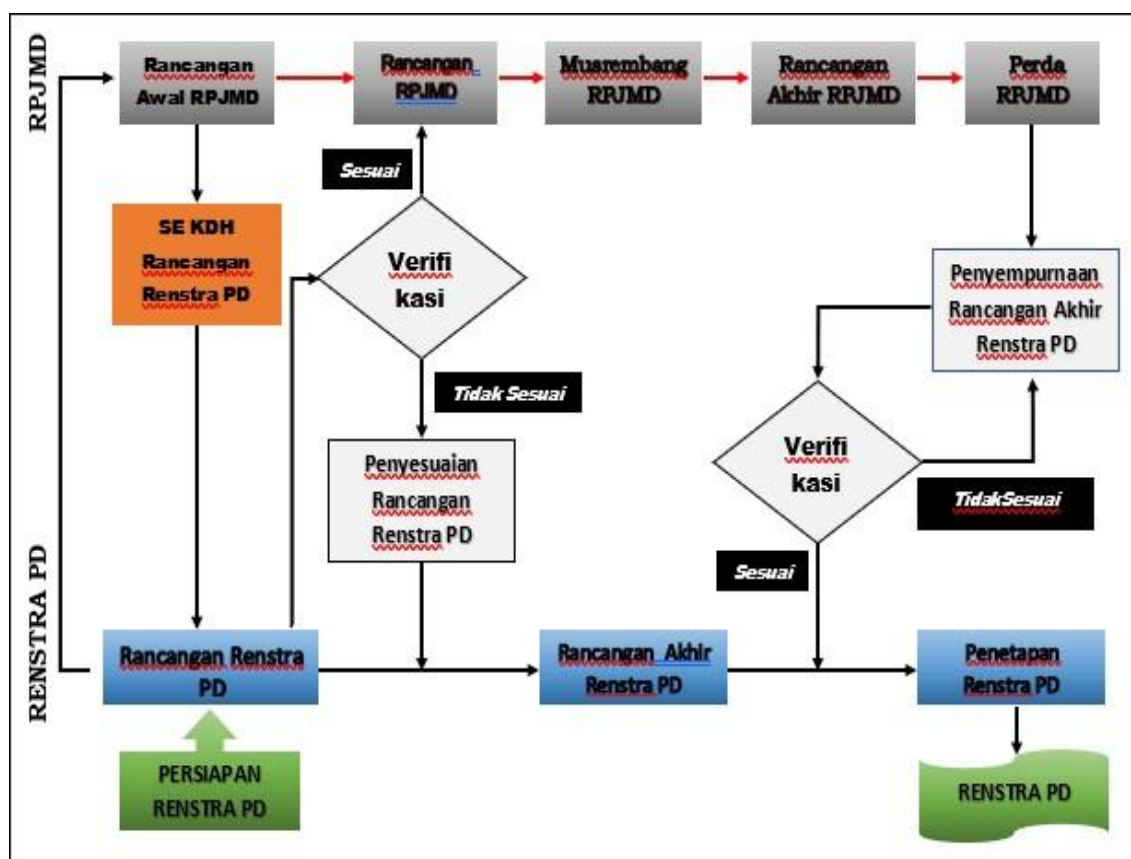 RPJMD
Rancangan
Awal RPJMD
Rancangan
RPJMD
Musrembang
RPJMD
Rancangan
Akhir RPJMD
Perda
RPJMD
Sesuai
SE KDH
Rancangan
Renstra PD
Verifi
kasi
Penyempurnaan
Rancangan Akhir
Renstra PD
Tidak Sesuai
Verifi
kasi
Penyesuaian
Rancangan
Renstra PD
TidakSesuai
Sesuai
RENSTRA PD
Rancangan Renstra
PD
Rancangan Akhir
Renstra PD
Penetapan
Renstra PD
PERSIAPAN
RENSTRA PD
RENSTRA PD